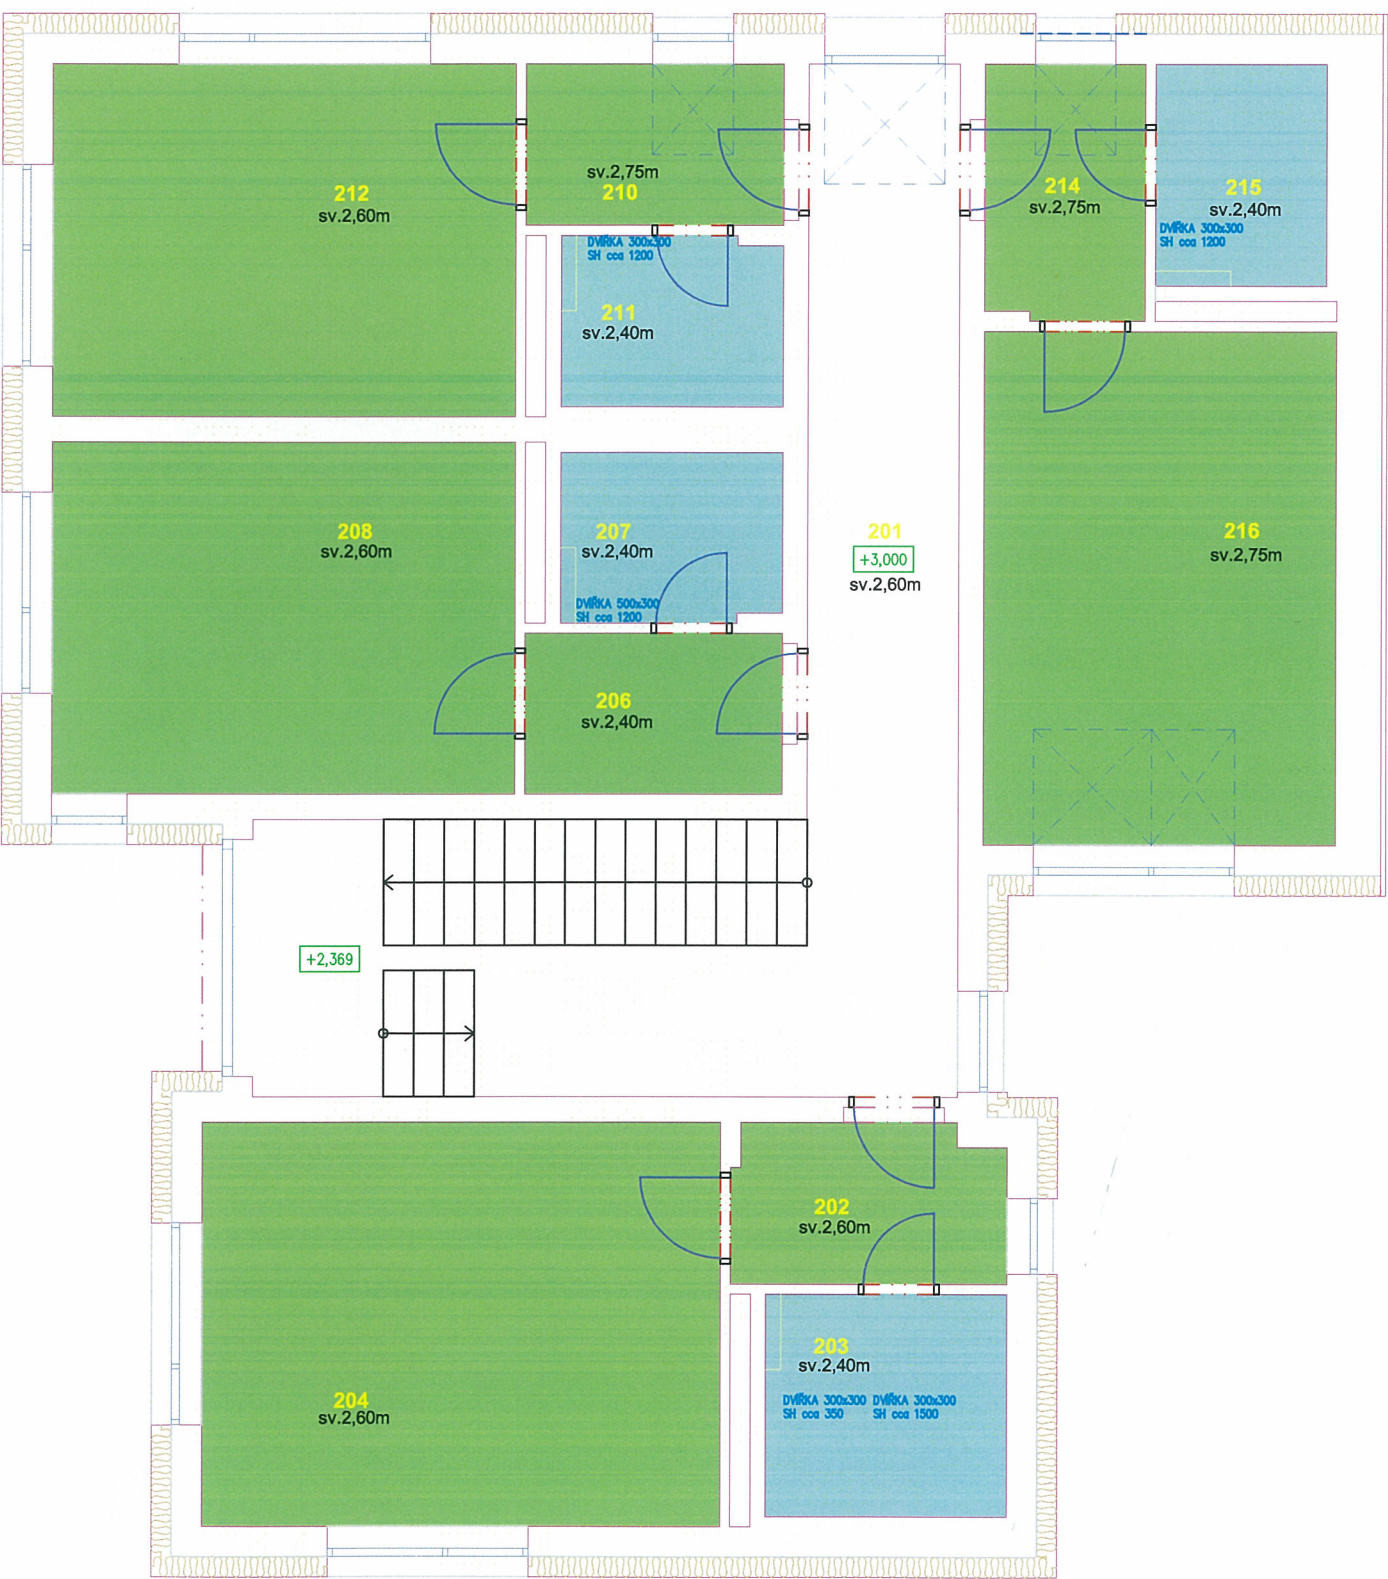 212
sv.2,60m
sv.2,75m
210
214
sv.2,75m
215
sv.2,40m
DVÍŘKA 300x300
SH cca 1200
DVÍŘKA 300x300
SH cca 1200
211
sv.2,40m
208
sv.2,60m
207
sv.2,40m
DVÍŘKA 500x300
SH cca 1200
201
+3,000
sv.2,60m
216
sv.2,75m
206
sv.2,40m
+2,369
202
sv.2,60m
203
sv.2,40m
DVÍŘKA 300x300 DVÍŘKA 300x300
SH cca 350 SH cca 1500
204
sv.2,60m